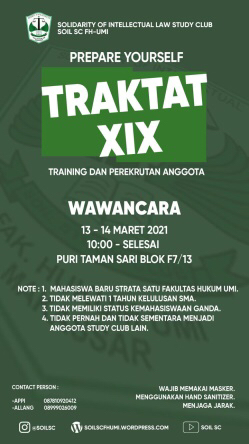 SOLIDARITY OF INTELLECTUAL LAW STUDY CLUB
SOIL SC FH-UMI
PREPARE YOURSELF
TRAKTAT
XIX
TRAINING DAN PEREKRUTAN ANGGOTA
WAWANCARA
13 - 14 MARET 2021
10:00 - SELESAI
PURI TAMAN SARI BLOK F7/13
NOTE : 1. MAHASISWA BARU STRATA SATU FAKULTAS HUKUM UMI.
2. TIDAK MELEWATI 1 TAHUN KELULUSAN SMA.
3. TIDAK MEMILIKI STATUS KEMAHASISWAAN GANDA.
4. TIDAK PERNAH DAN TIDAK SEMENTARA MENJADI
ANGGOTA STUDY CLUB LAIN.
CONTACT PERSON :
-APPI 087810920412
-ALLANG 08999026009
WAJIB MEMAKAI MASKER.
MENGGUNAKAN HAND SANITIZER.
MENJAGA JARAK.
@SOILSC
SOILSCFHUMI.WORDPRESS.COM
SOIL SC